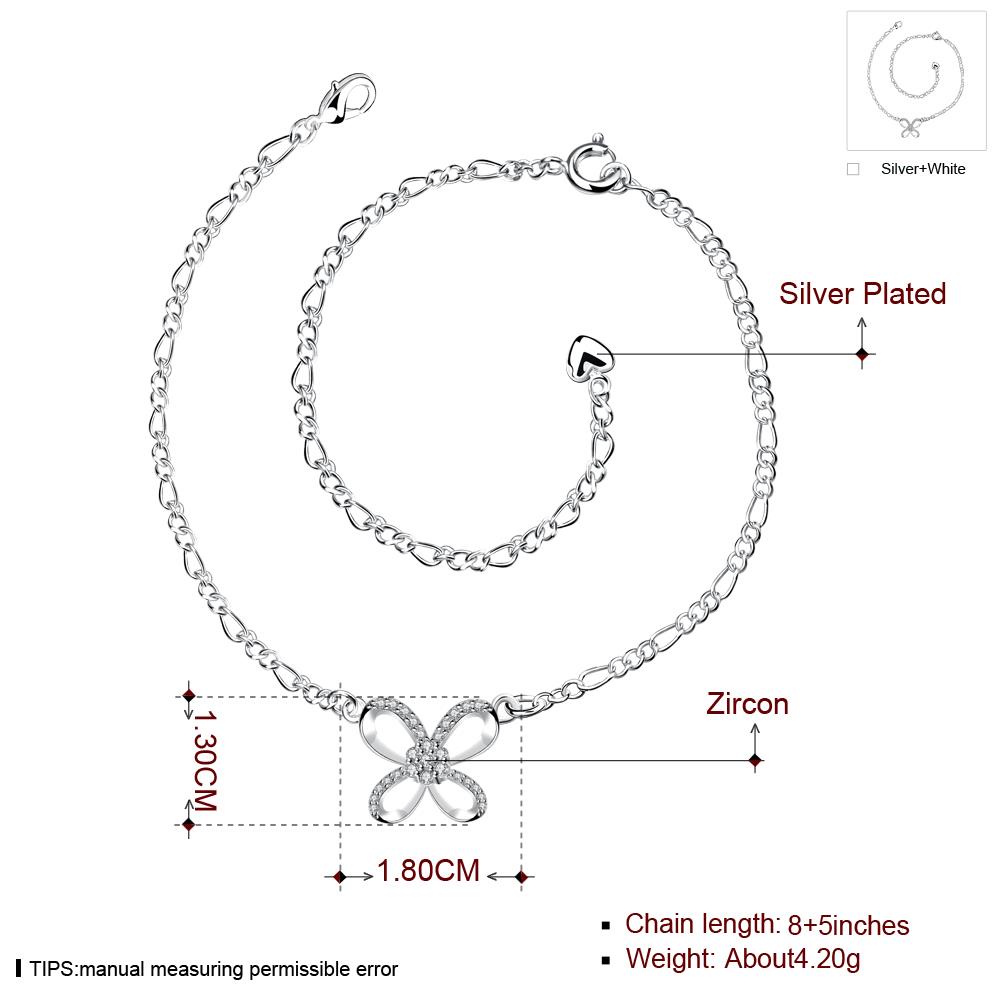 Silver+White
Silver Plated
Zircon
1.30CM
1.80CM
Chain length: 8+5inches
Weight: About4.20g
TIPS:manual measuring permissible error